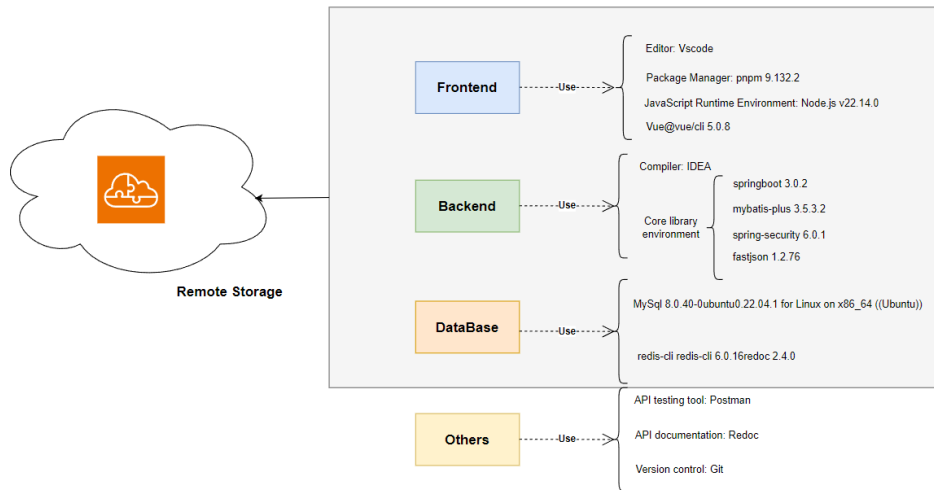 Editor: Vscode
Package Manager: pnpm 9.132.2
Frontend
Use
JavaScript Runtime Environment: Node.js v22.14.0
Vue@vue/cli 5.0.8
Compiler: IDEA
springboot 3.0.2
mybatis-plus 3.5.3.2
Backend
Use
Core library
environment
spring-security 6.0.1
fastjson 1.2.76
Remote Storage
MySql 8.0.40-0ubuntu0.22.04.1 for Linux on x86_64 ((Ubuntu))
DataBase
Use
redis-cli redis-cli 6.0.16redoc 2.4.0
API testing tool: Postman
Others
Use
API documentation: Redoc
Version control: Git